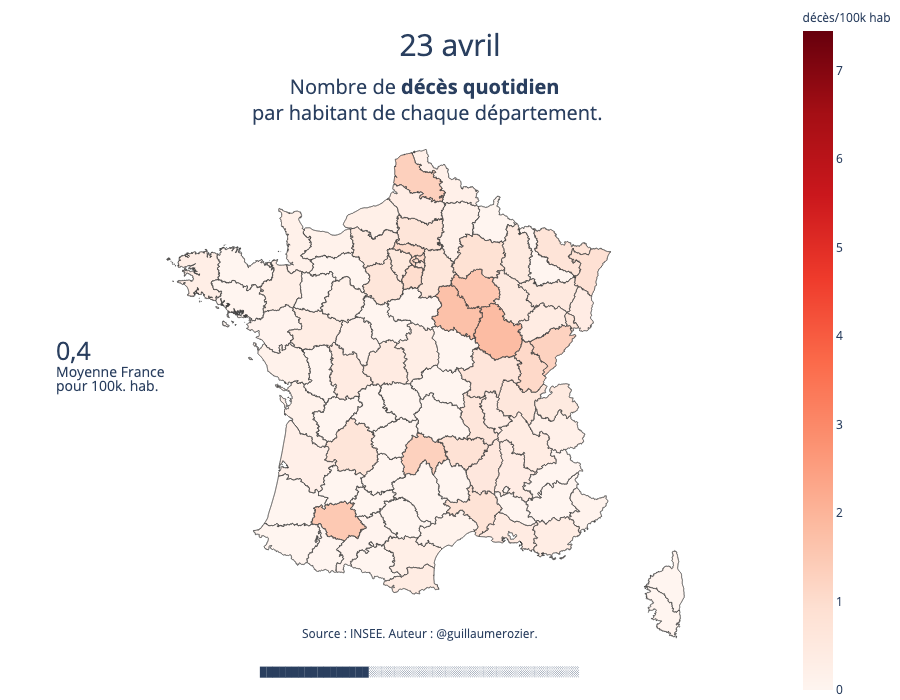 décès/100k hab
23 avril
Nombre de décès quotidien
par habitant de chaque département.
7
6
5
4
3
2
1
0
0,4
Moyenne France
pour 100k. hab.
Source : INSEE. Auteur : @guillaumerozier.